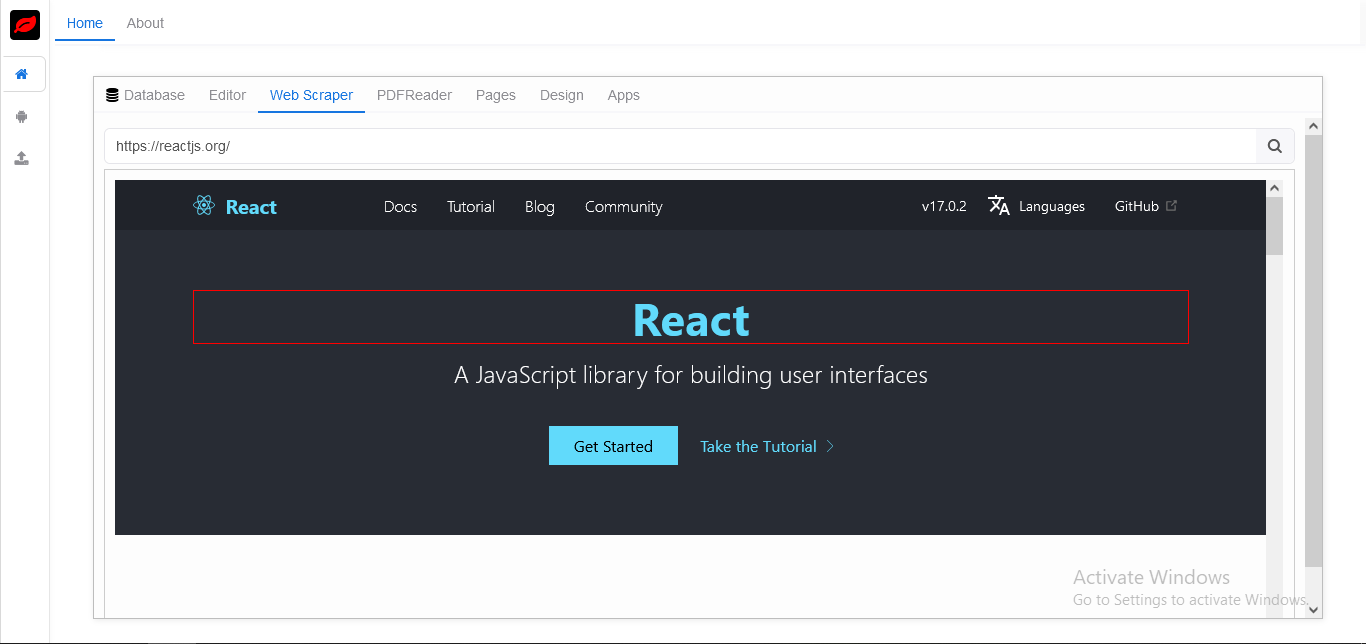 Home About
Database Editor Web Scraper PDFReader Pages Design Apps
https://reactjs.org/
React Docs Tutorial Blog Community v17.0.2 Languages GitHub
React
A JavaScript library for building user interfaces
Get Started Take the Tutorial
Activate Windows
Go to Settings to activate Windows.